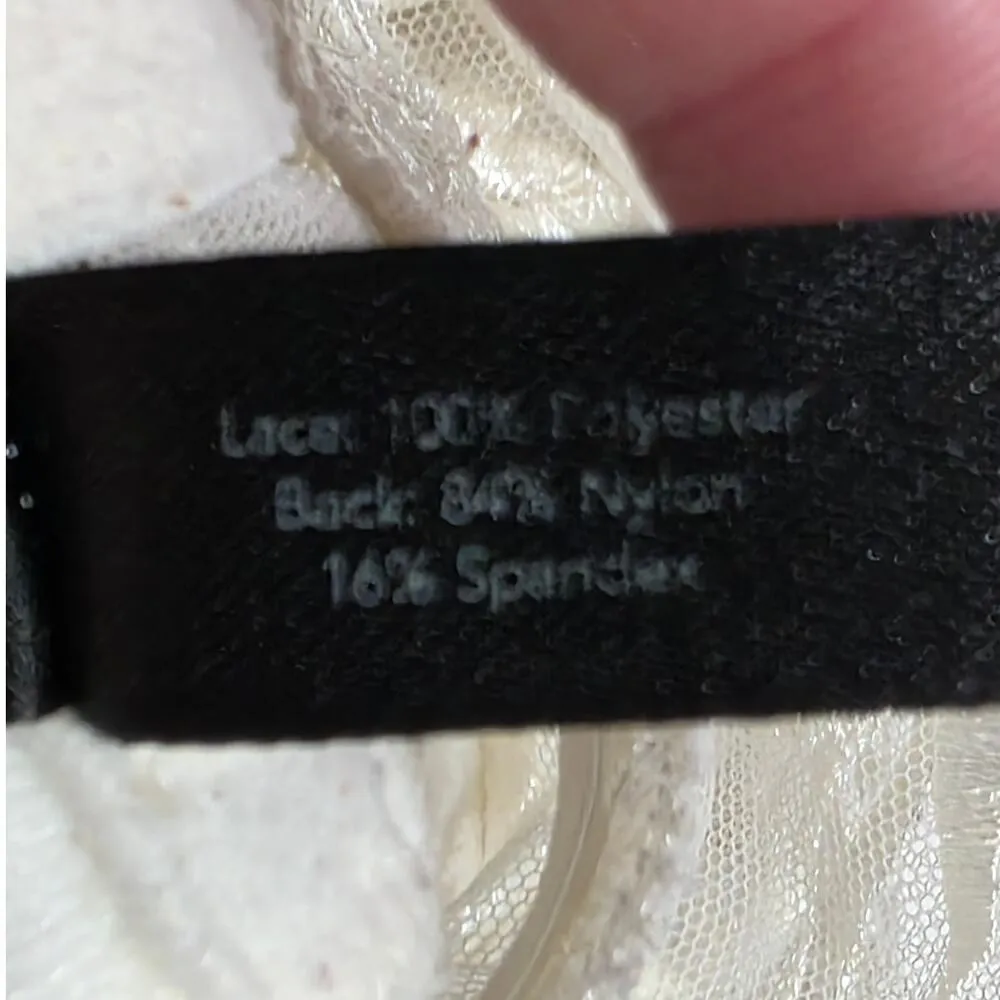 Lace: 100% Polyester
Back: 84% Nylon
16% Spandex